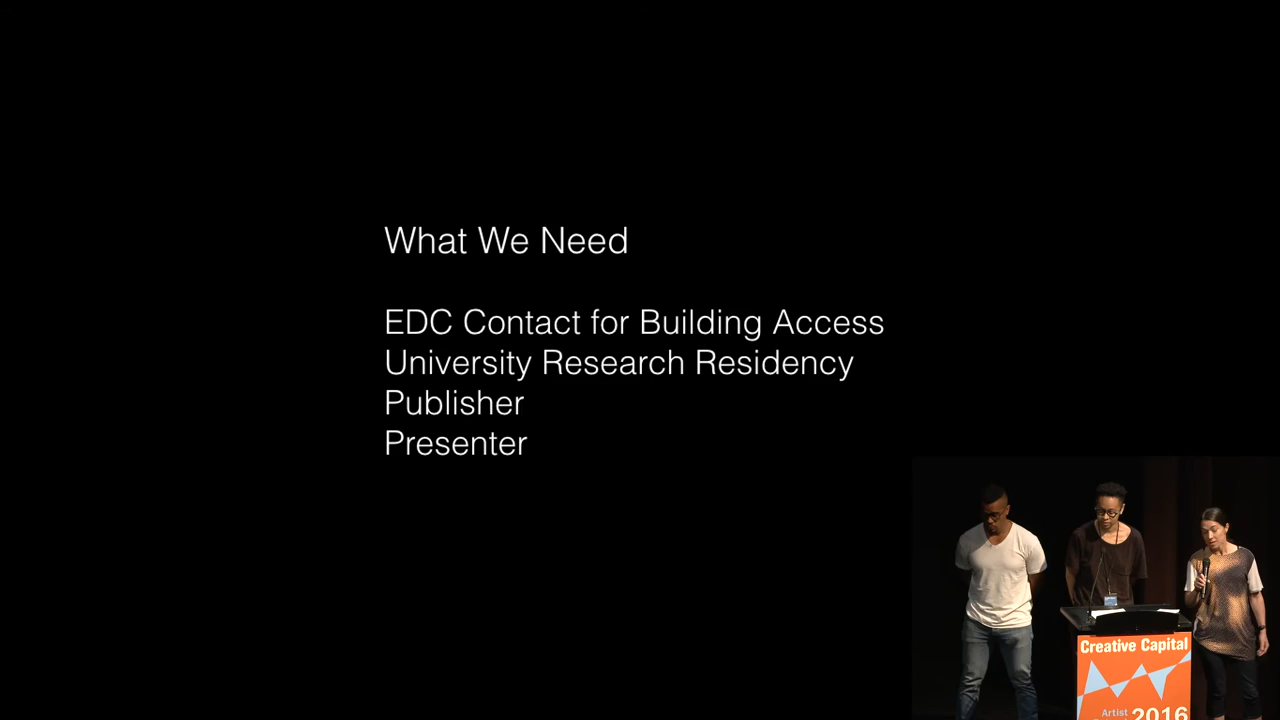 What We Need
EDC Contact for Building Access
University Research Residency
Publisher
Presenter
Creative Capital
Artist
2016